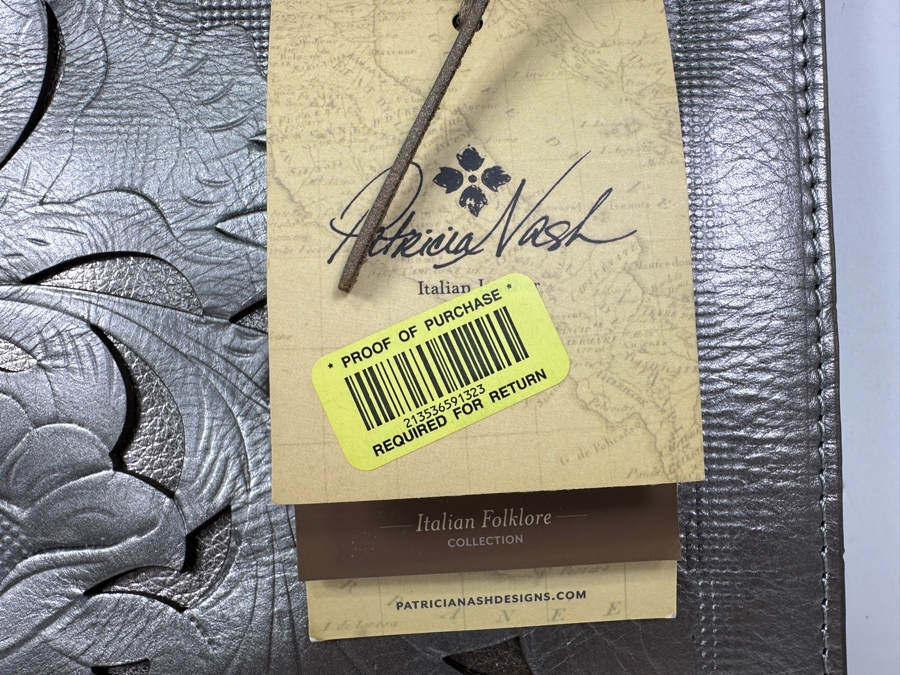 Patricia Nash
Italian
* PROOF OF PURCHASE *
213536591323
REQUIRED FOR RETURN
Italian Folklore
COLLECTION
PATRICIANASHDESIGNS.COM